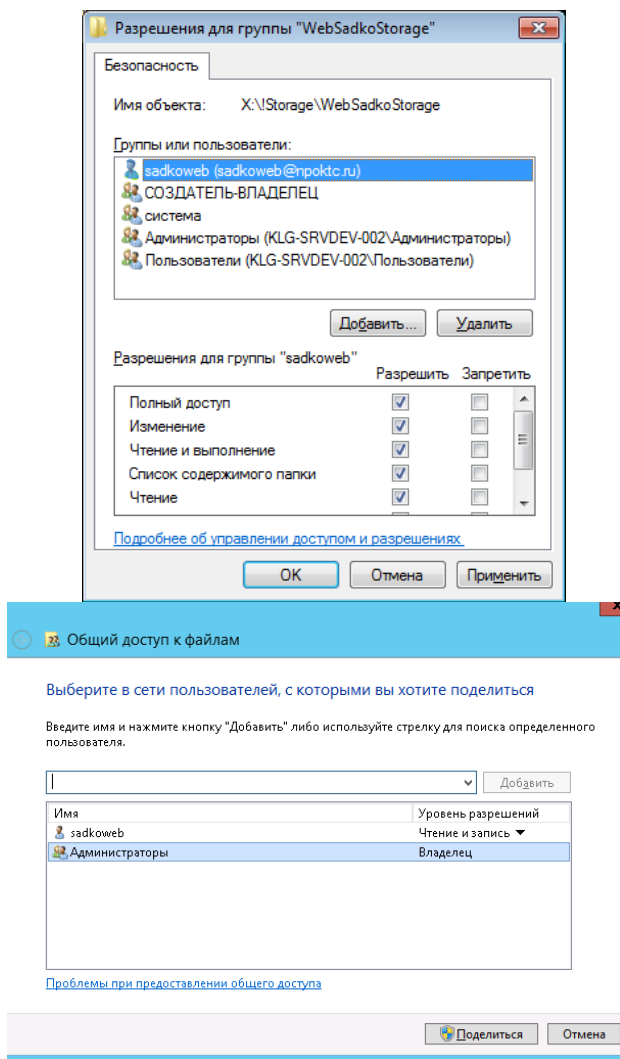 Разрешения для группы "WebSadkoStorage"
Безопасность
Имя объекта: X:\!Storage\WebSadkoStorage
Группы или пользователи:
sadkoweb (sadkoweb@npoktc.ru)
СОЗДАТЕЛЬ-ВЛАДЕЛЕЦ
система
Администраторы (KLG-SRVDEV-002\Администраторы)
Пользователи (KLG-SRVDEV-002\Пользователи)
Добавить... Удалить
Разрешения для группы "sadkoweb"
Разрешить Запретить
Полный доступ
Изменение
Чтение и выполнение
Список содержимого папки
Чтение
Подробнее об управлении доступом и разрешениях
ОК Отмена Применить
Общий доступ к файлам
Выберите в сети пользователей, с которыми вы хотите поделиться
Введите имя и нажмите кнопку "Добавить" либо используйте стрелку для поиска определенного
пользователя.
Добавить
Имя Уровень разрешений
sadkoweb Чтение и запись
Администраторы Владелец
Проблемы при предоставлении общего доступа
Поделиться Отмена